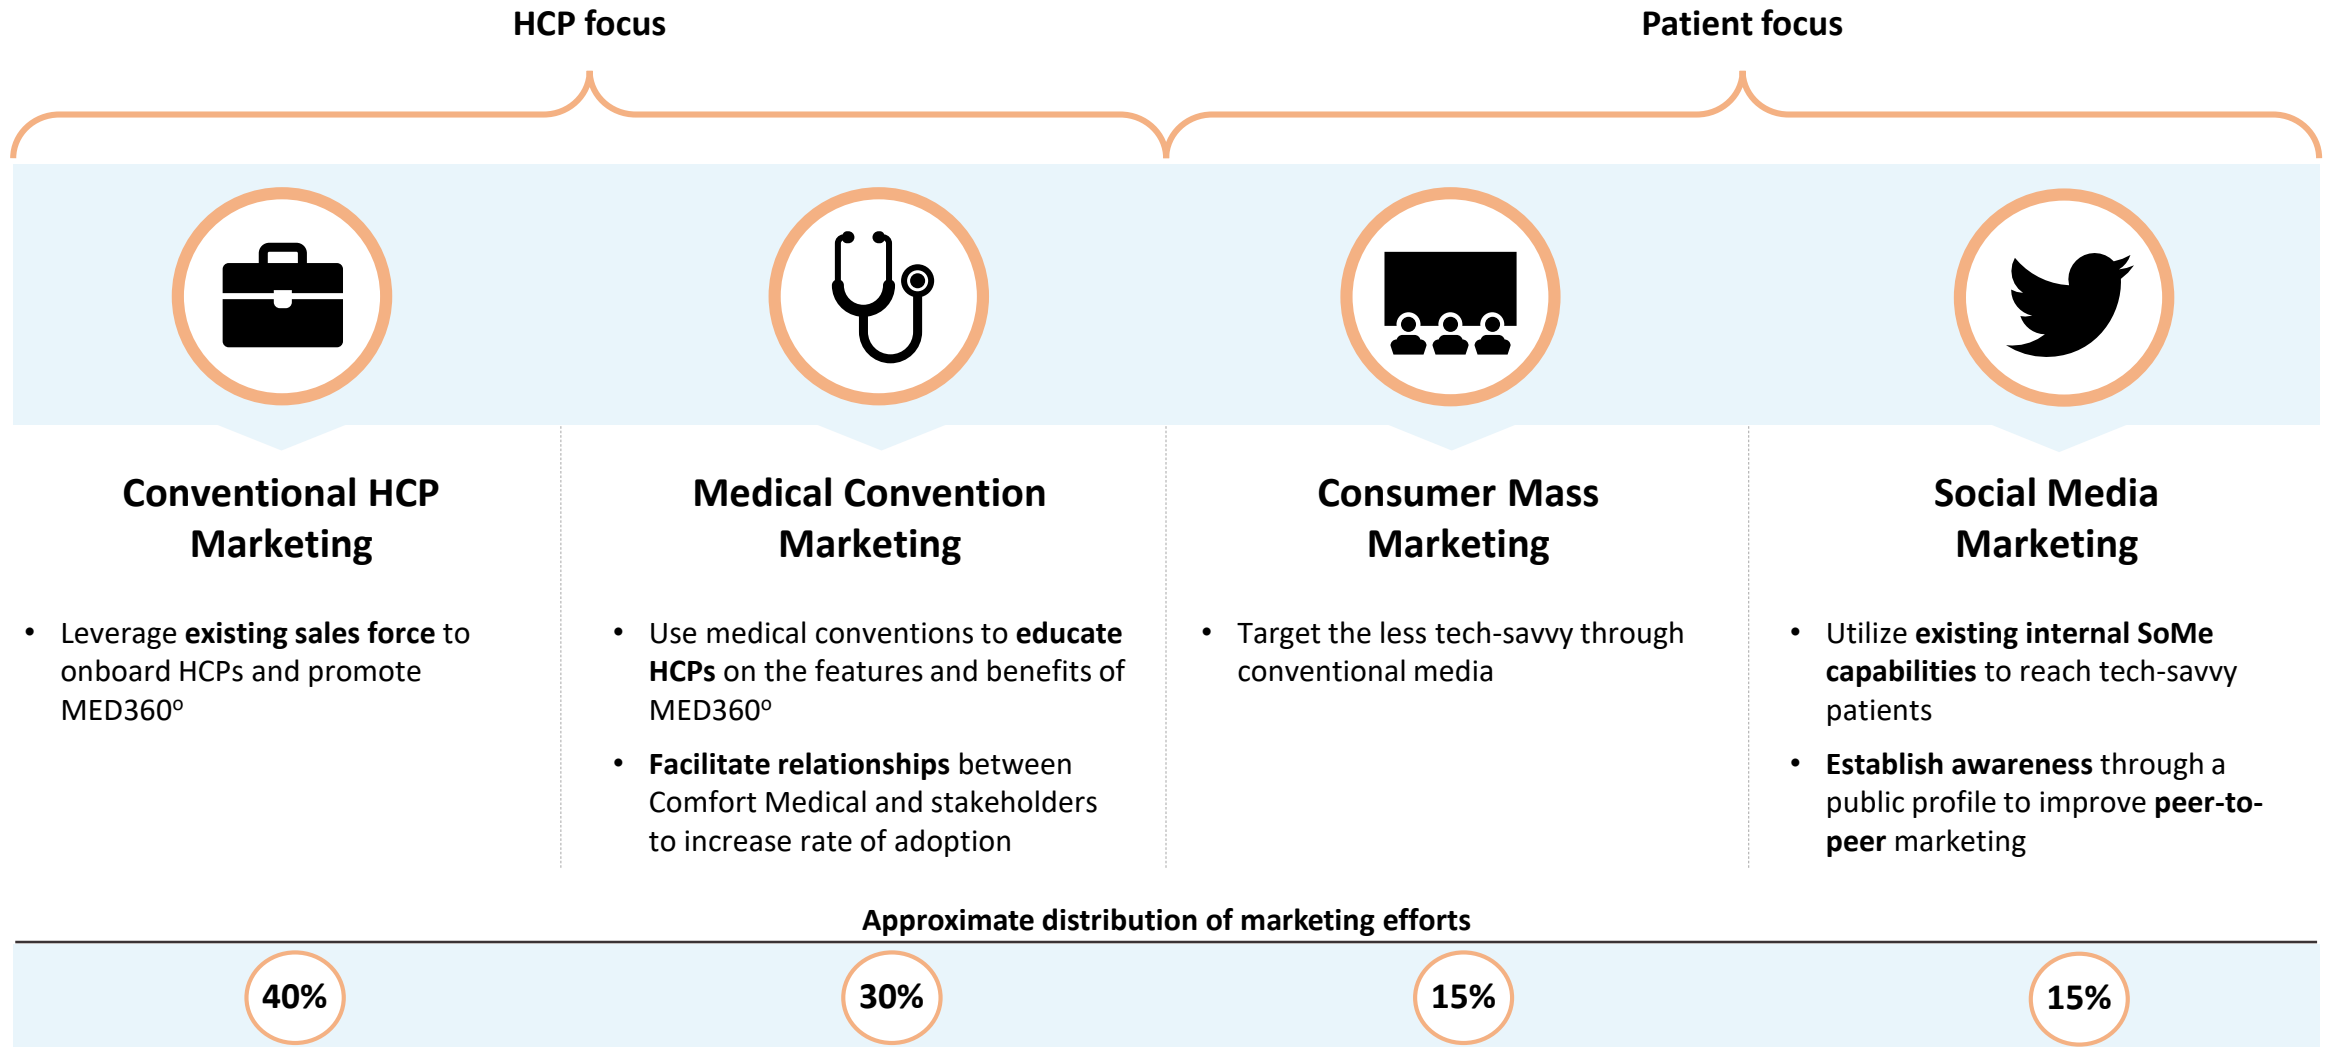 HCP focus
Patient focus
Conventional HCP
Marketing
• Leverage existing sales force to
onboard HCPs and promote
MED360º
Medical Convention
Marketing
• Use medical conventions to educate
HCPs on the features and benefits of
MED360º
• Facilitate relationships between
Comfort Medical and stakeholders
to increase rate of adoption
Consumer Mass
Marketing
• Target the less tech-savvy through
conventional media
Social Media
Marketing
• Utilize existing internal SoMe
capabilities to reach tech-savvy
patients
• Establish awareness through a
public profile to improve peer-to-
peer marketing
Approximate distribution of marketing efforts
40%
30%
15%
15%